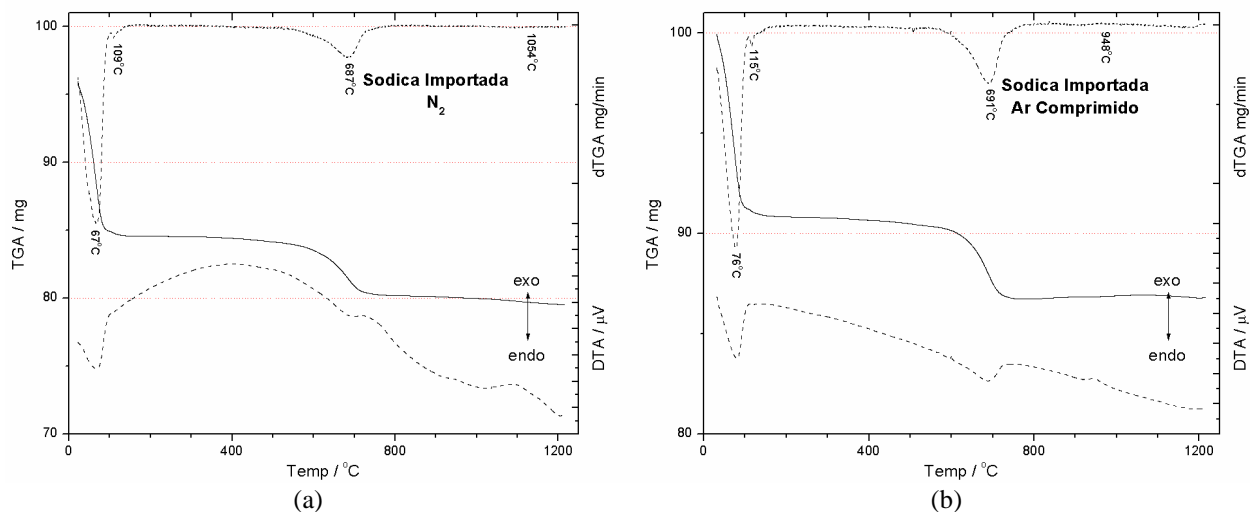 100
90
80
70
TGA / mg
0
400
800
1200
Temp / °C
dTGA mg/min
DTA / µV
67°C
109°C
687°C
1054°C
Sodica Importada
N₂
exo
endo
(a)
100
90
80
TGA / mg
0
400
800
1200
Temp / °C
dTGA mg/min
DTA / µV
76°C
115°C
691°C
948°C
Sodica Importada
Ar Comprimido
exo
endo
(b)